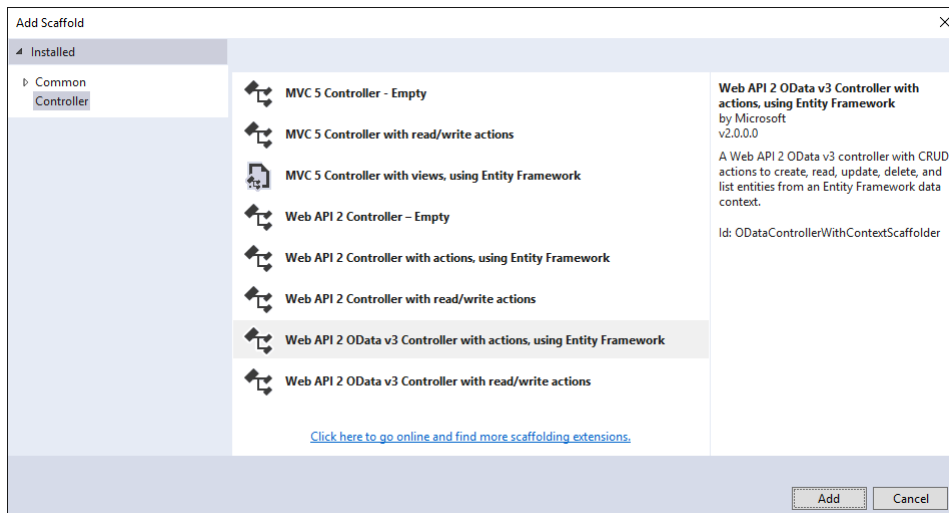 Add Scaffold
Installed
Common
Controller
MVC 5 Controller - Empty
MVC 5 Controller with read/write actions
MVC 5 Controller with views, using Entity Framework
Web API 2 Controller – Empty
Web API 2 Controller with actions, using Entity Framework
Web API 2 Controller with read/write actions
Web API 2 OData v3 Controller with actions, using Entity Framework
Web API 2 OData v3 Controller with read/write actions
Click here to go online and find more scaffolding extensions.
Web API 2 OData v3 Controller with
actions, using Entity Framework
by Microsoft
v2.0.0.0
A Web API 2 OData v3 controller with CRUD
actions to create, read, update, delete, and
list entities from an Entity Framework data
context.
Id: ODataControllerWithContextScaffolder
Add
Cancel